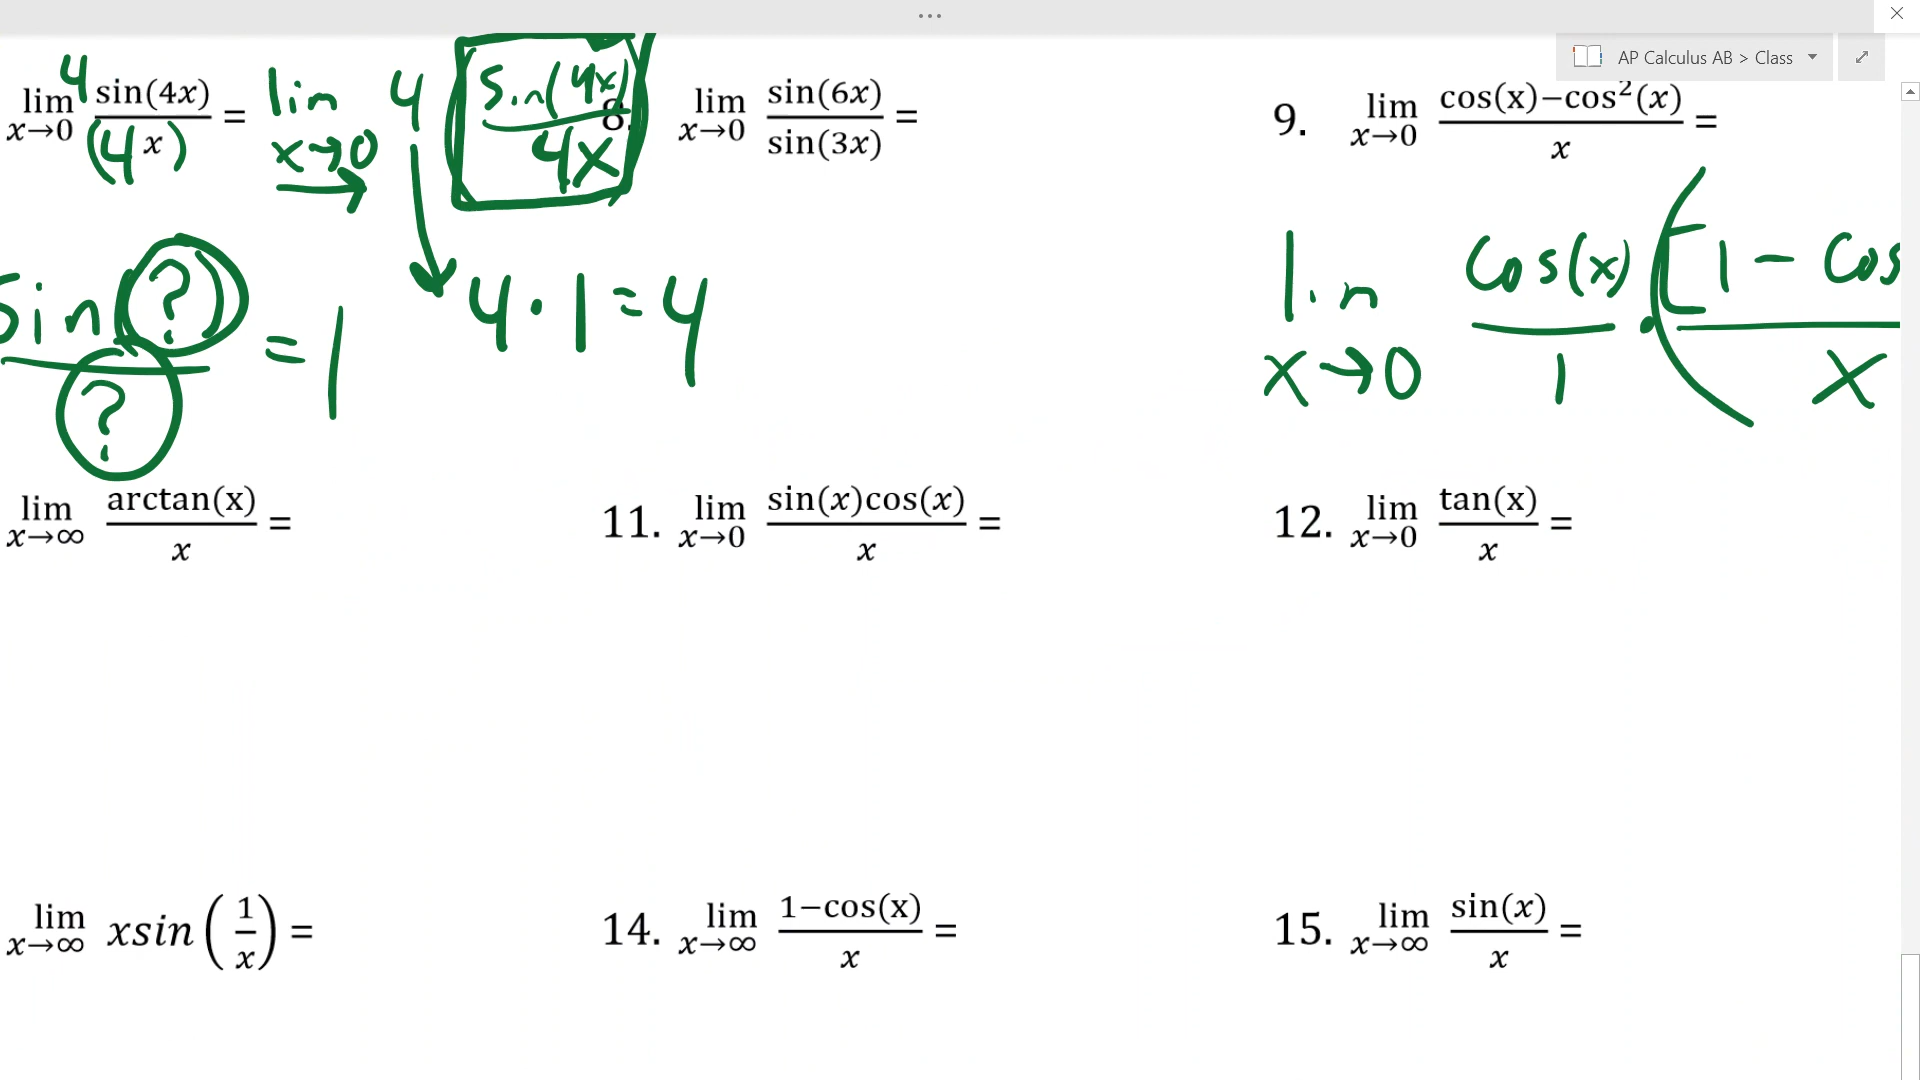 AP Calculus AB > Class
lim x→0 4 sin(4x) / (4x) = lim x→0 4 sin(4x) / 4x
8. lim x→0 sin(6x) / sin(3x) =
9. lim x→0 cos(x)−cos²(x) / x =
sin(?) / ? = 1
4 · 1 = 4
lim x→0 cos(x) / 1 · ([1 − cos / x
lim x→∞ arctan(x) / x =
11. lim x→0 sin(x)cos(x) / x =
12. lim x→0 tan(x) / x =
lim x→∞ xsin(1/x) =
14. lim x→∞ 1−cos(x) / x =
15. lim x→∞ sin(x) / x =